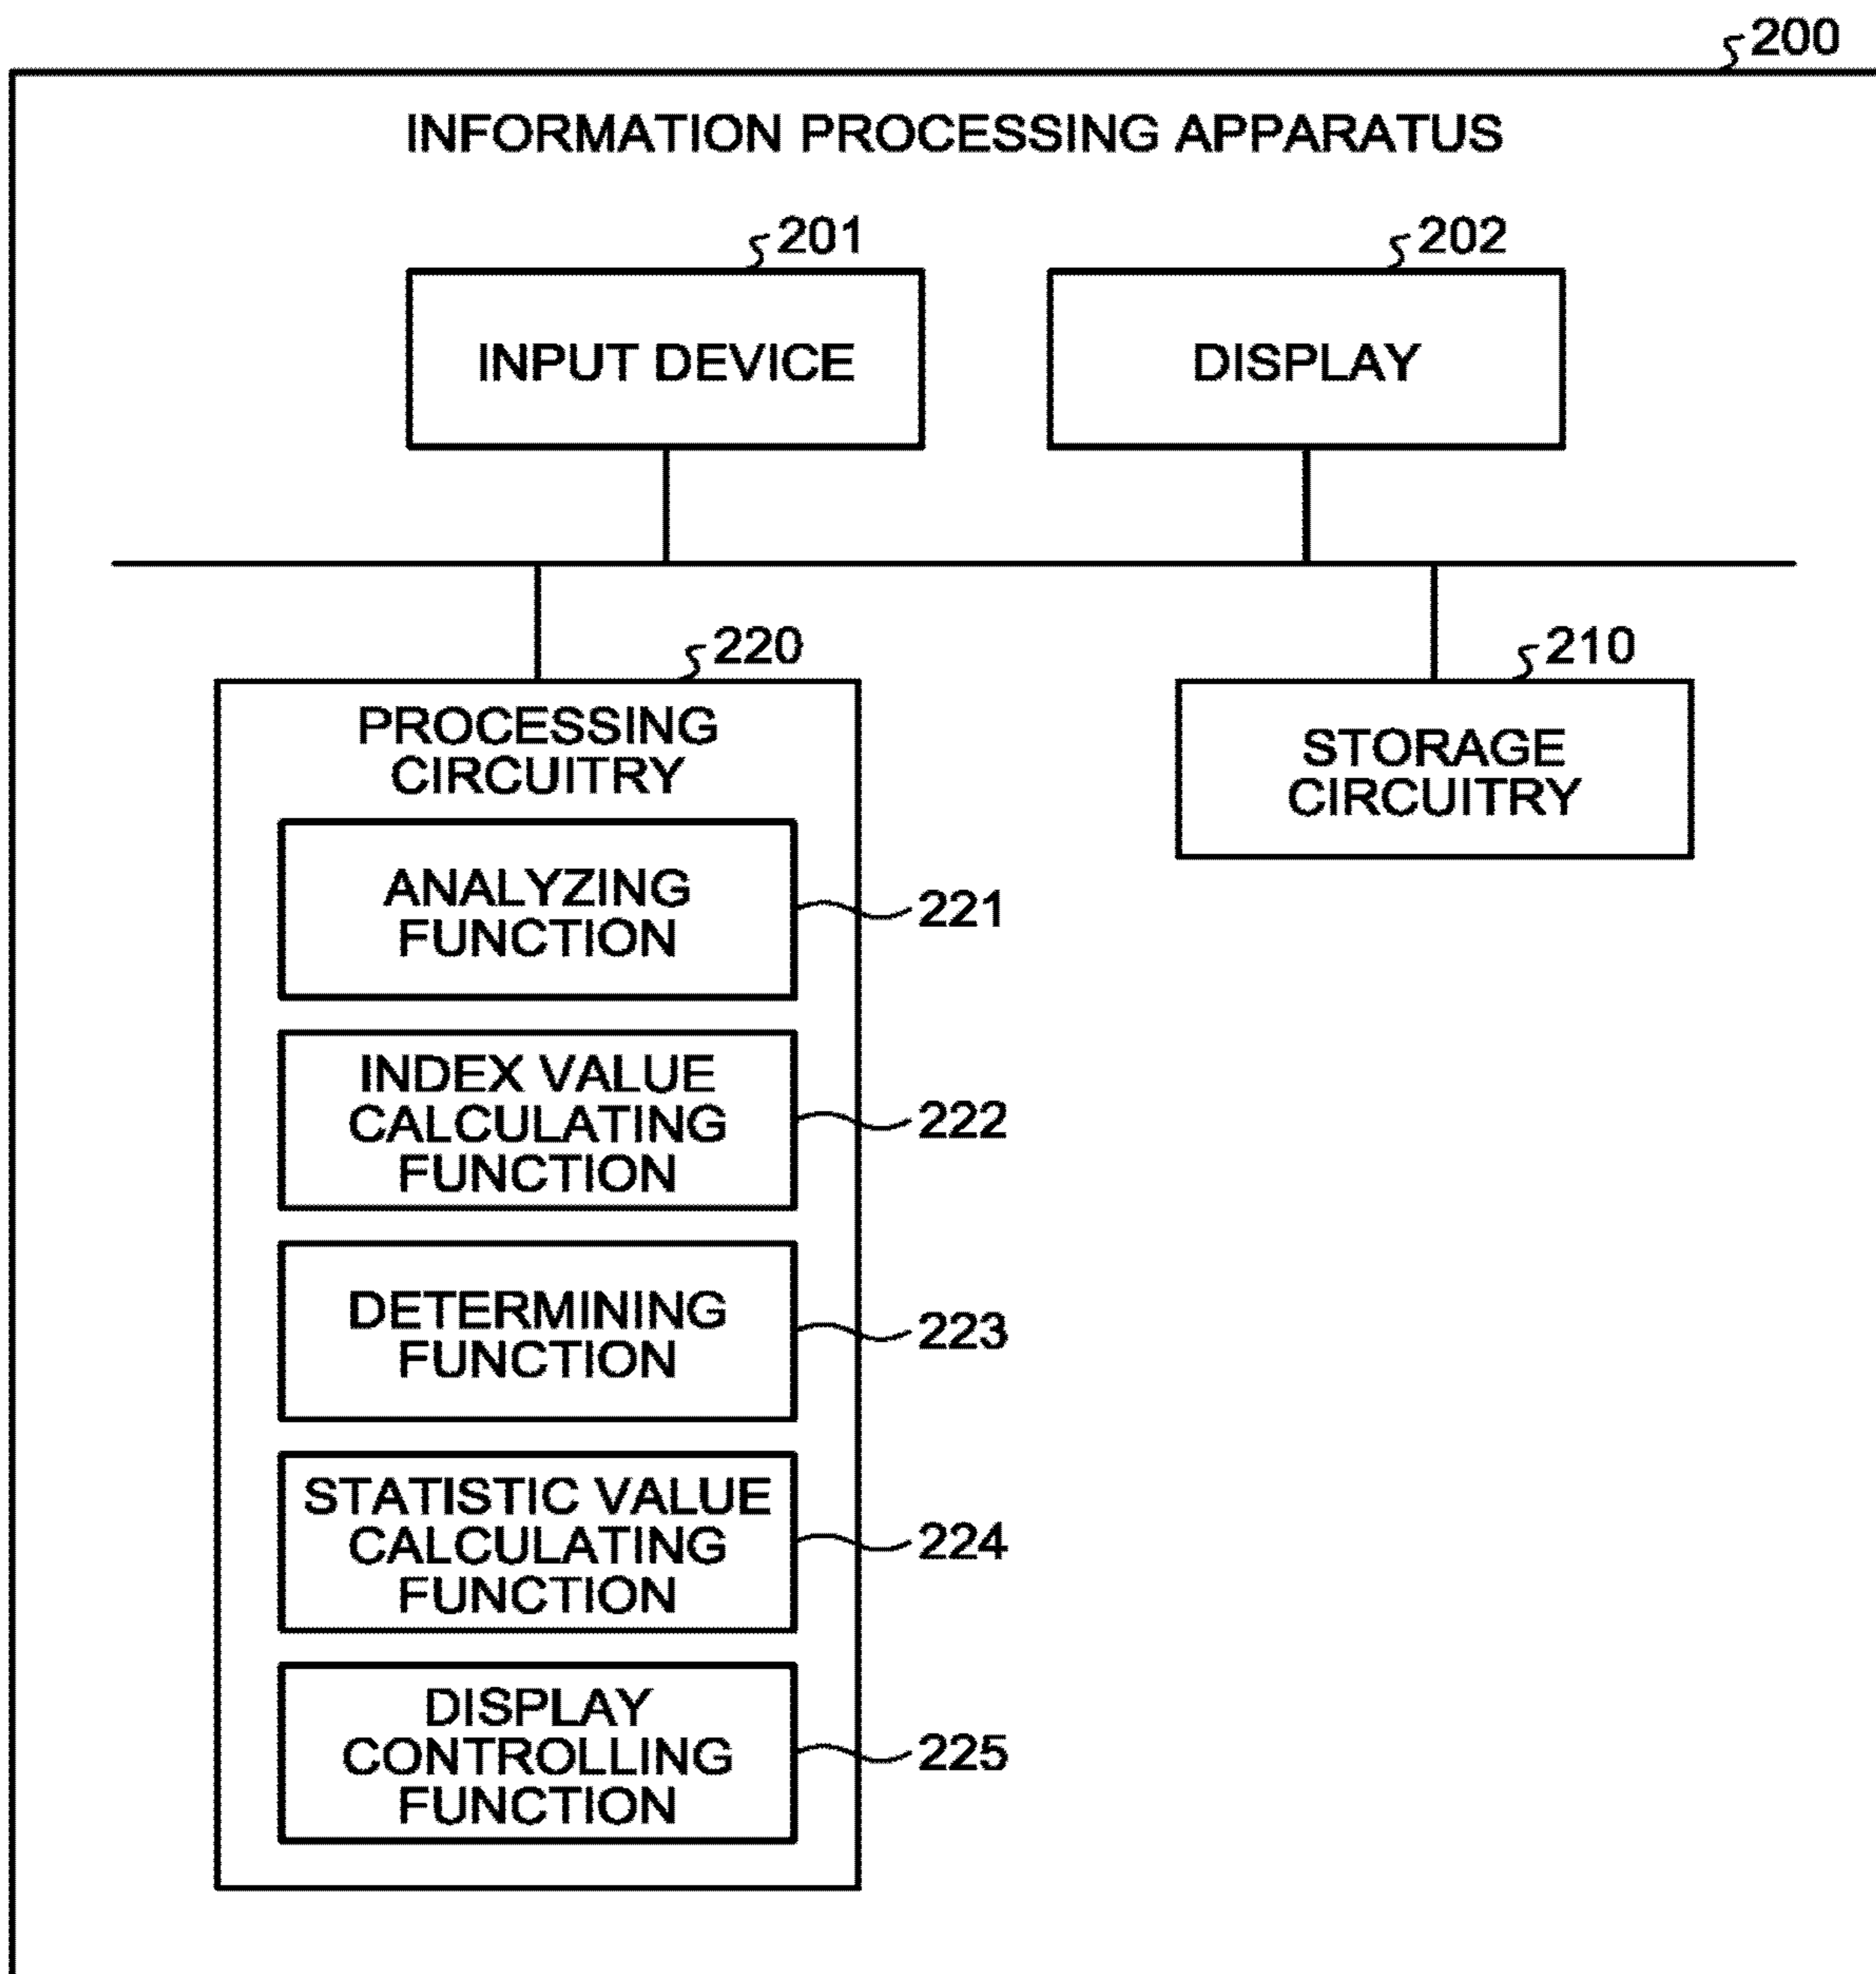 200
INFORMATION PROCESSING APPARATUS
201
202
INPUT DEVICE
DISPLAY
220
210
PROCESSING
CIRCUITRY
STORAGE
CIRCUITRY
ANALYZING
FUNCTION
221
INDEX VALUE
CALCULATING
FUNCTION
222
DETERMINING
FUNCTION
223
STATISTIC VALUE
CALCULATING
FUNCTION
224
DISPLAY
CONTROLLING
FUNCTION
225